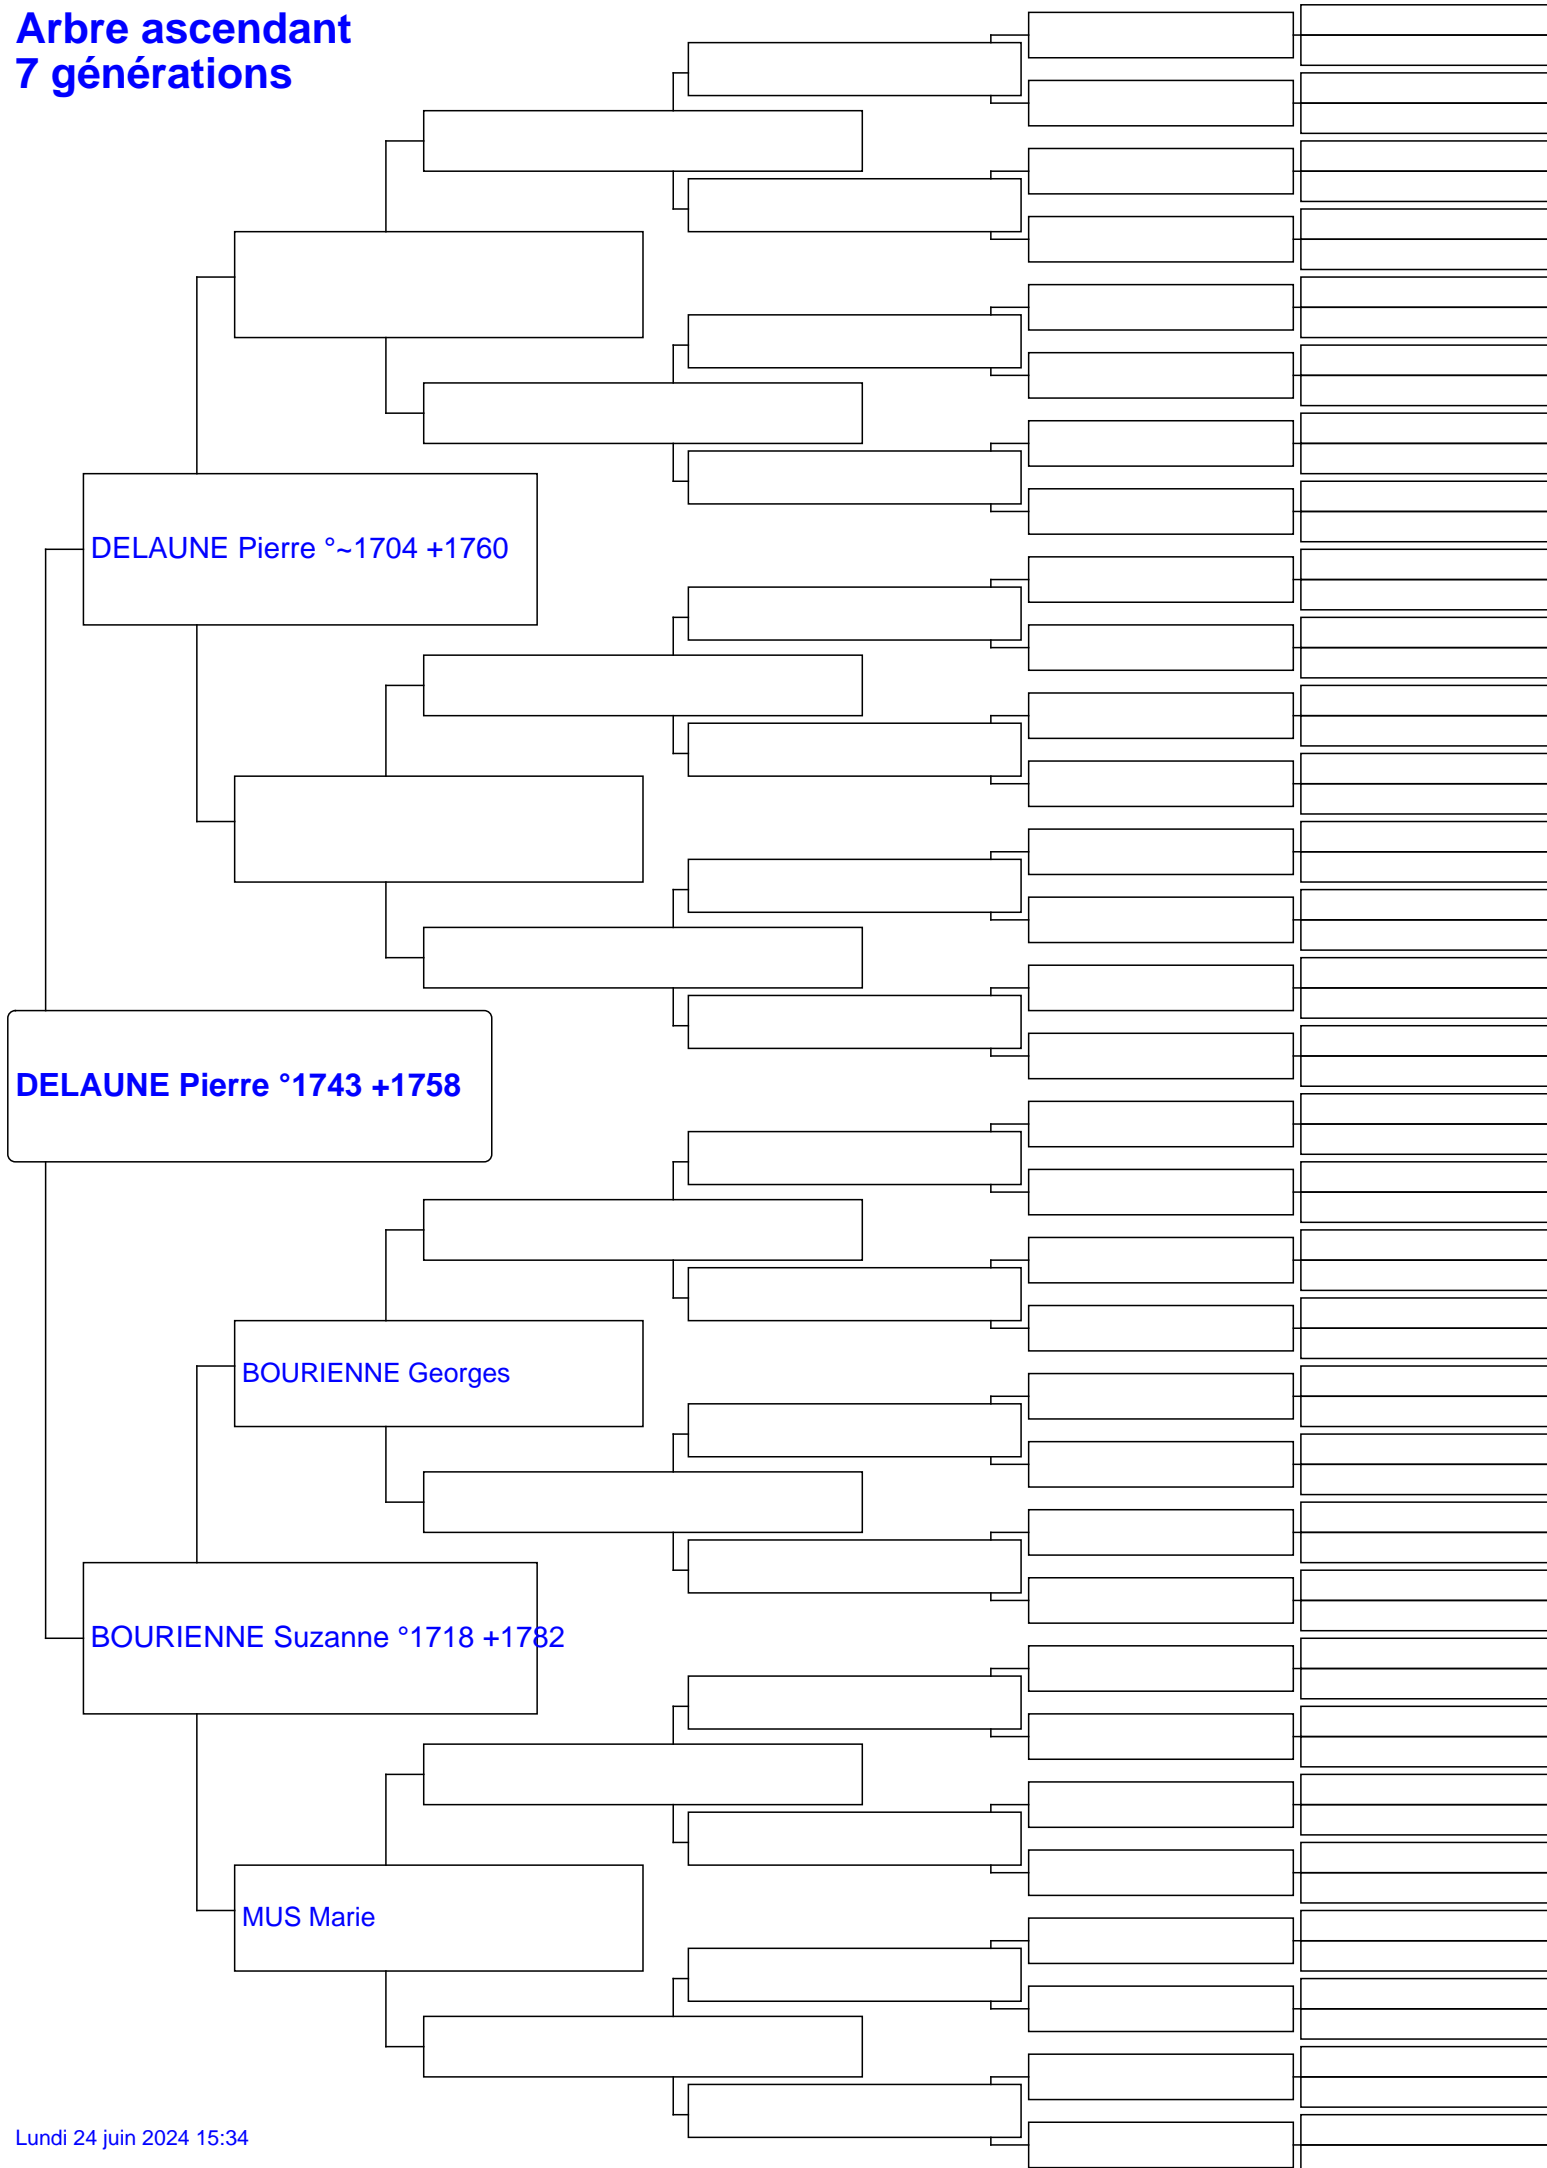 Arbre ascendant
7 générations
DELAUNE Pierre °~1704 +1760
DELAUNE Pierre °1743 +1758
BOURIENNE Georges
BOURIENNE Suzanne °1718 +1782
MUS Marie
Lundi 24 juin 2024 15:34